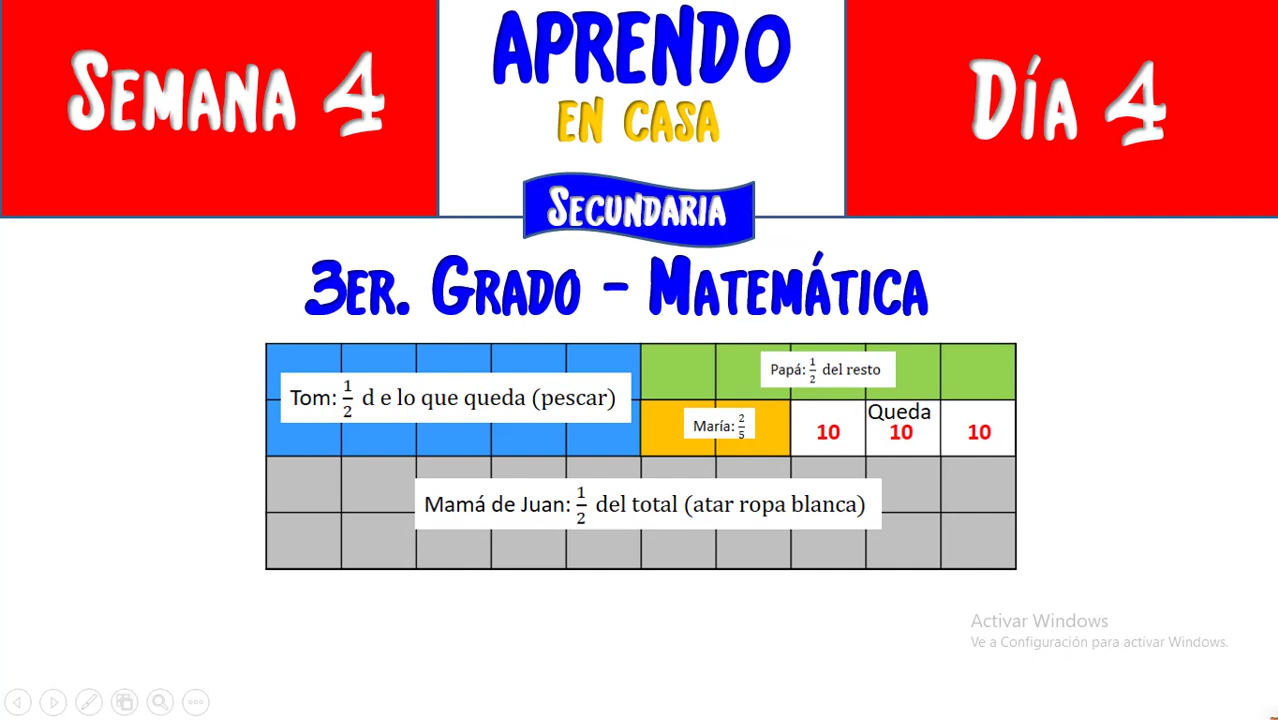 SEMANA 4
APRENDO
EN CASA
SECUNDARIA
DÍA 4
3ER. GRADO - MATEMÁTICA
Tom: 1/2 d e lo que queda (pescar)
Papá: 1/2 del resto
María: 2/5
Queda
10 10 10
Mamá de Juan: 1/2 del total (atar ropa blanca)
Activar Windows
Ve a Configuración para activar Windows.